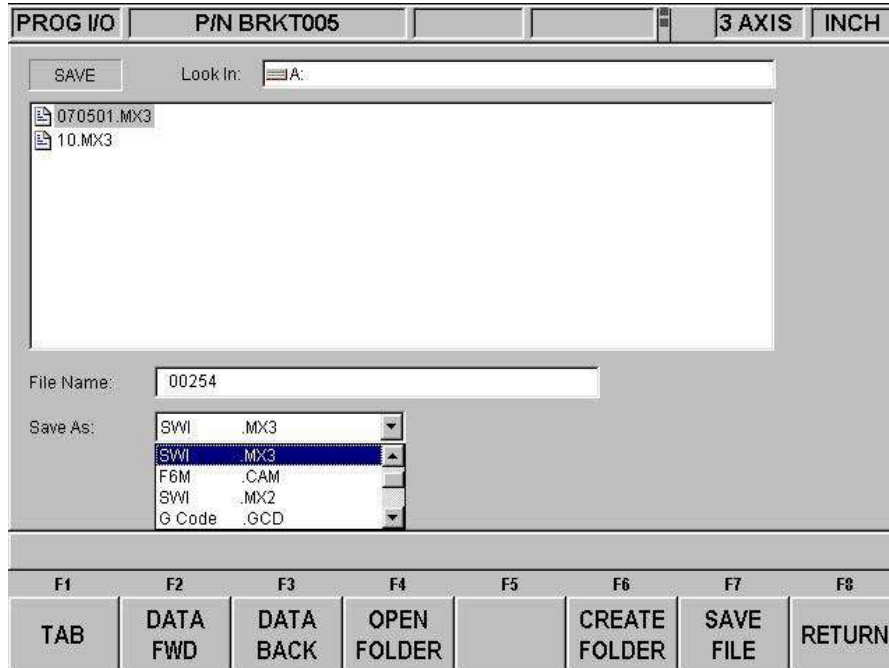 PROG I/O P/N BRKT005 3 AXIS INCH
SAVE Look In: A:
070501.MX3
10.MX3
File Name: 00254
Save As: SWI .MX3
SWI .MX3
F6M .CAM
SWI .MX2
G Code .GCD
F1 F2 F3 F4 F5 F6 F7 F8
TAB DATA FWD DATA BACK OPEN FOLDER CREATE FOLDER SAVE FILE RETURN